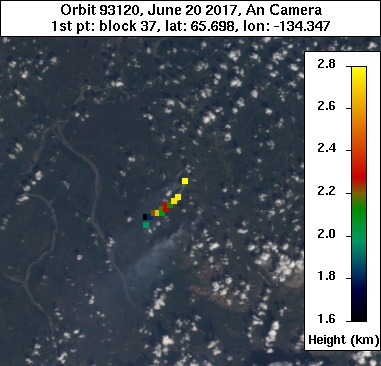 Orbit 93120, June 20 2017, An Camera
1st pt: block 37, lat: 65.698, lon: -134.347
2.8
2.6
2.4
2.2
2.0
1.8
1.6
Height (km)